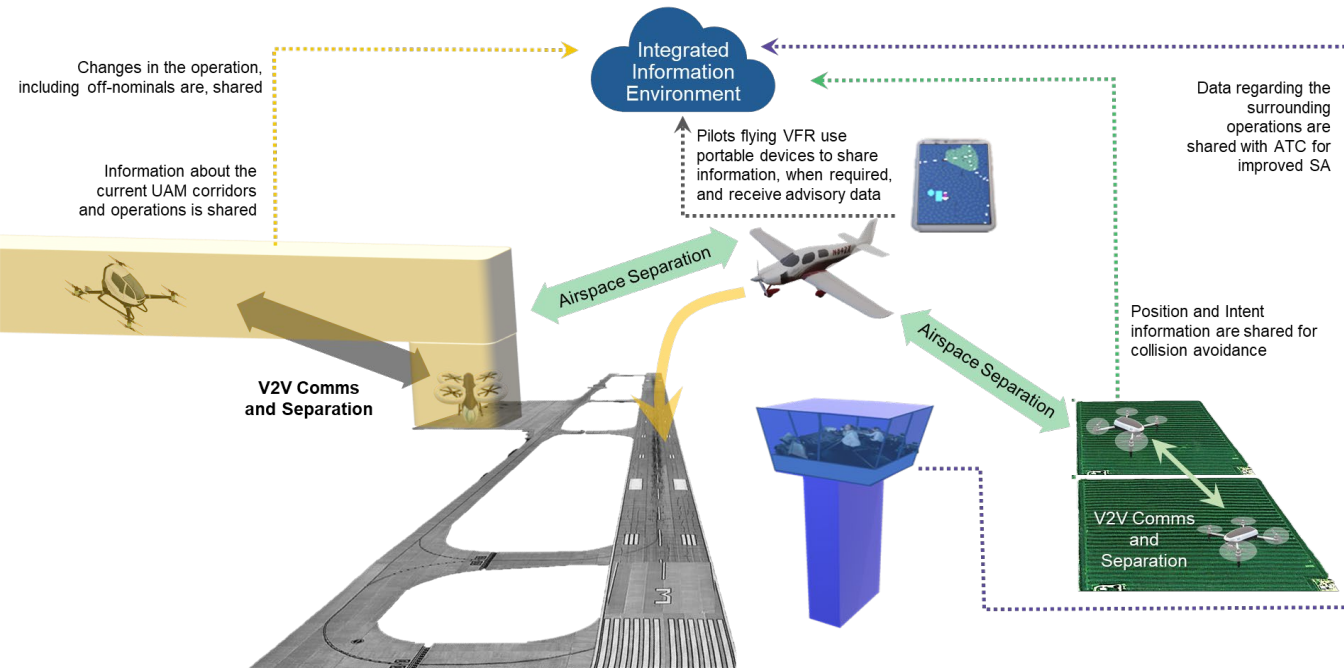 Integrated
Information
Environment
Changes in the operation,
including off-nominals are, shared
Information about the
current UAM corridors
and operations is shared
Pilots flying VFR use
portable devices to share
information, when required,
and receive advisory data
Data regarding the
surrounding
operations are
shared with ATC for
improved SA
Airspace Separation
V2V Comms
and Separation
Airspace Separation
Position and Intent
information are shared for
collision avoidance
V2V Comms
and
Separation